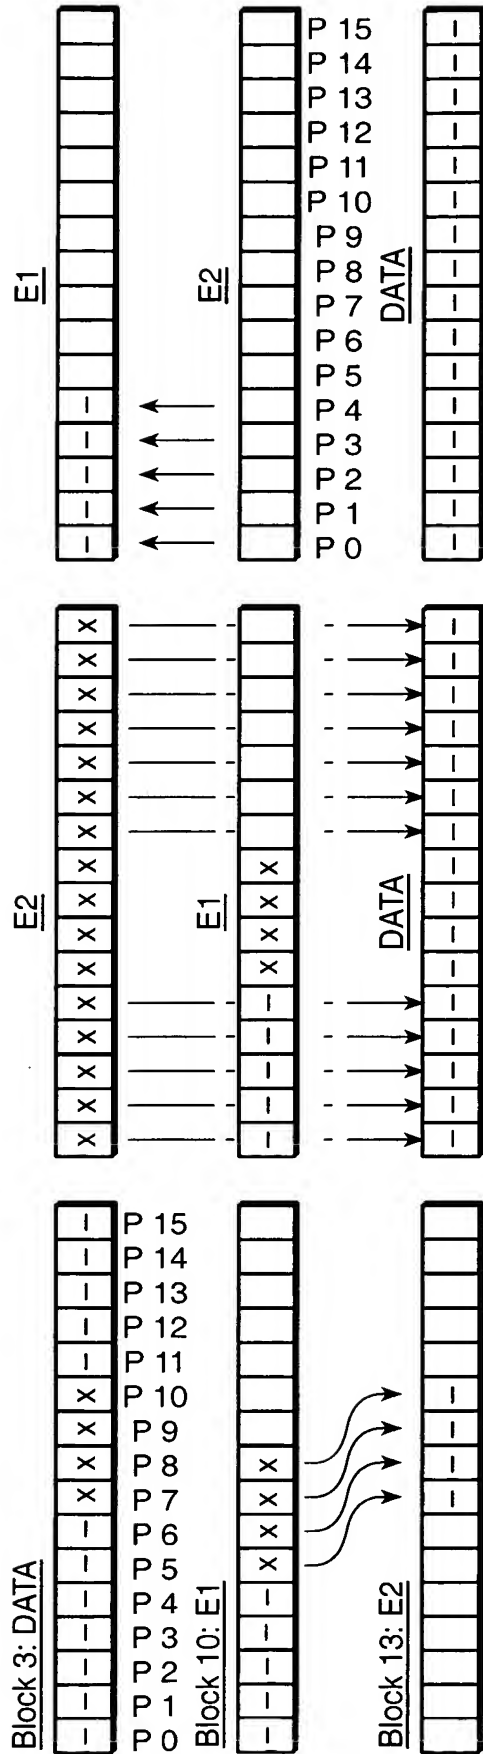 Block 3: DATA
P 0
P 1
P 2
P 3
P 4
P 5
P 6
P 7
P 8
P 9
P 10
P 11
P 12
P 13
P 14
P 15
Block 10: E1
Block 13: E2
E2
X X X X X X X X X X X X X X X X
E1
X X X X
DATA
E1
E2
P 0
P 1
P 2
P 3
P 4
P 5
P 6
P 7
P 8
P 9
P 10
P 11
P 12
P 13
P 14
P 15
DATA